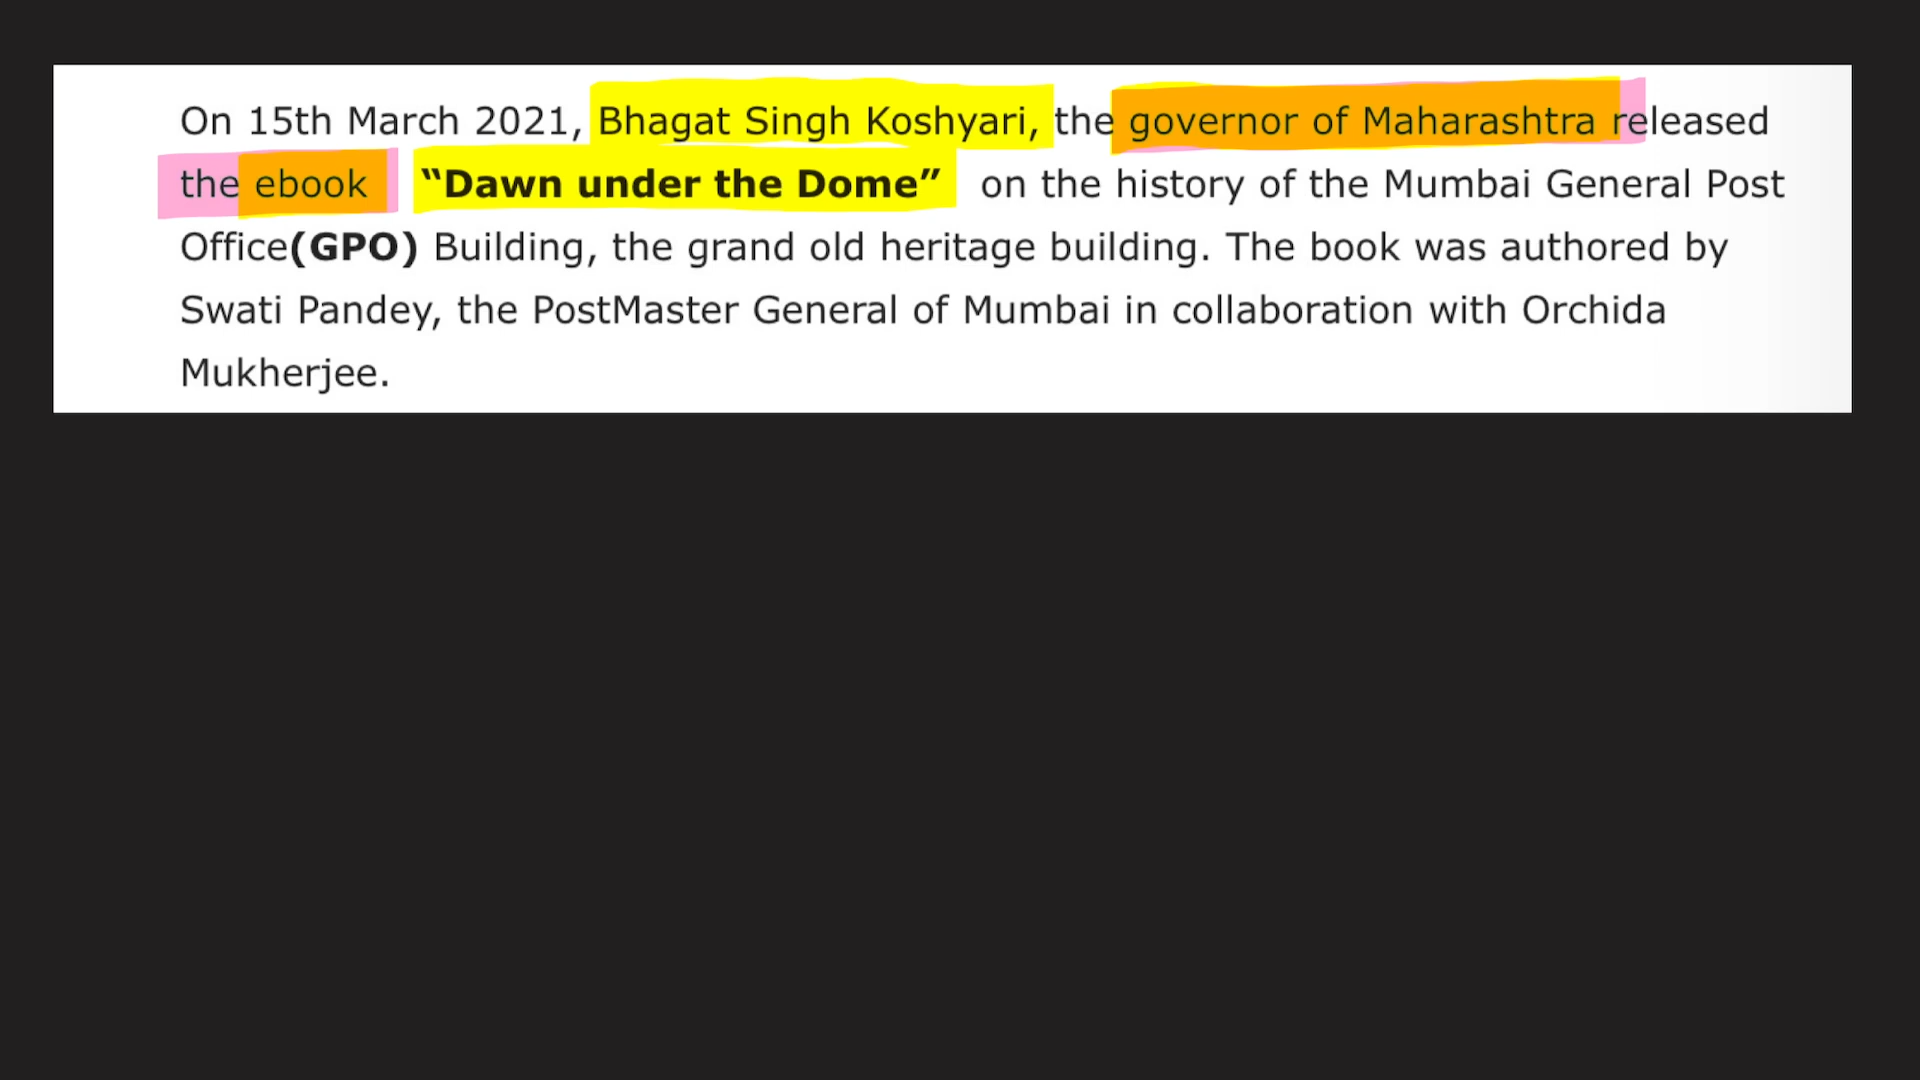 On 15th March 2021, Bhagat Singh Koshyari, the governor of Maharashtra released
the ebook “Dawn under the Dome” on the history of the Mumbai General Post
Office(GPO) Building, the grand old heritage building. The book was authored by
Swati Pandey, the PostMaster General of Mumbai in collaboration with Orchida
Mukherjee.